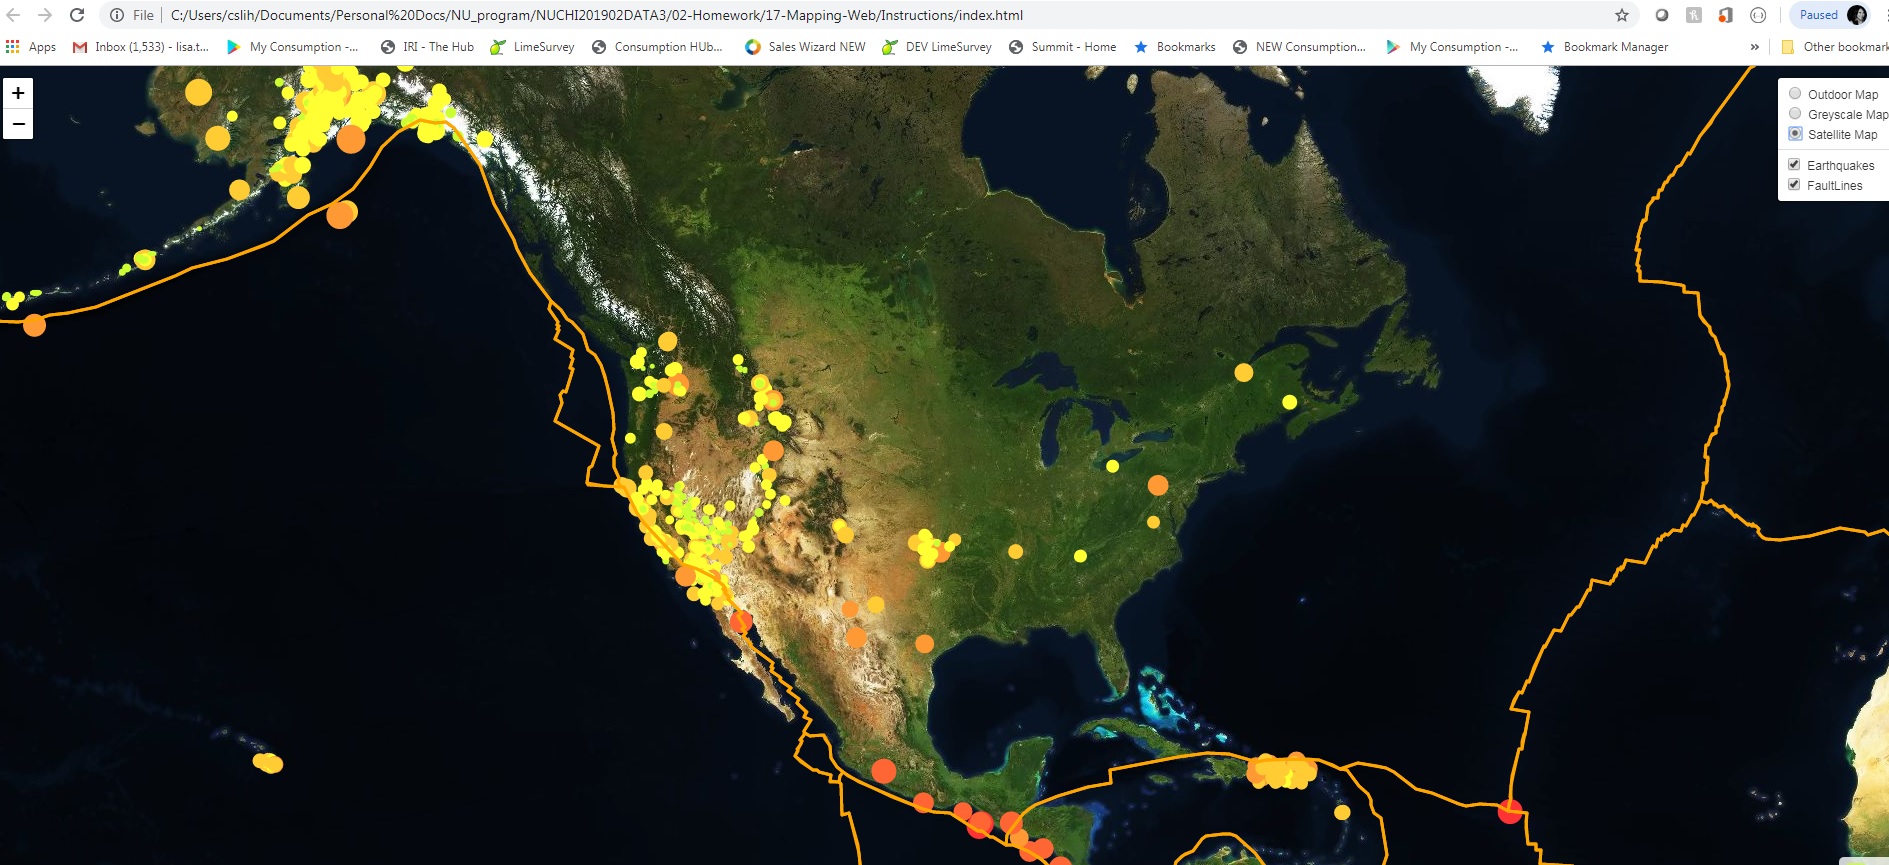 File C:/Users/cslih/Documents/Personal%20Docs/NU_program/NUCHI201902DATA3/02-Homework/17-Mapping-Web/Instructions/index.html Paused
Apps Inbox (1,533) - lisa.t... My Consumption -... IRI - The Hub LimeSurvey Consumption HUb... Sales Wizard NEW DEV LimeSurvey Summit - Home Bookmarks NEW Consumption... My Consumption -... Bookmark Manager » Other bookmark
+
−
Outdoor Map
Greyscale Map
Satellite Map
Earthquakes
FaultLines